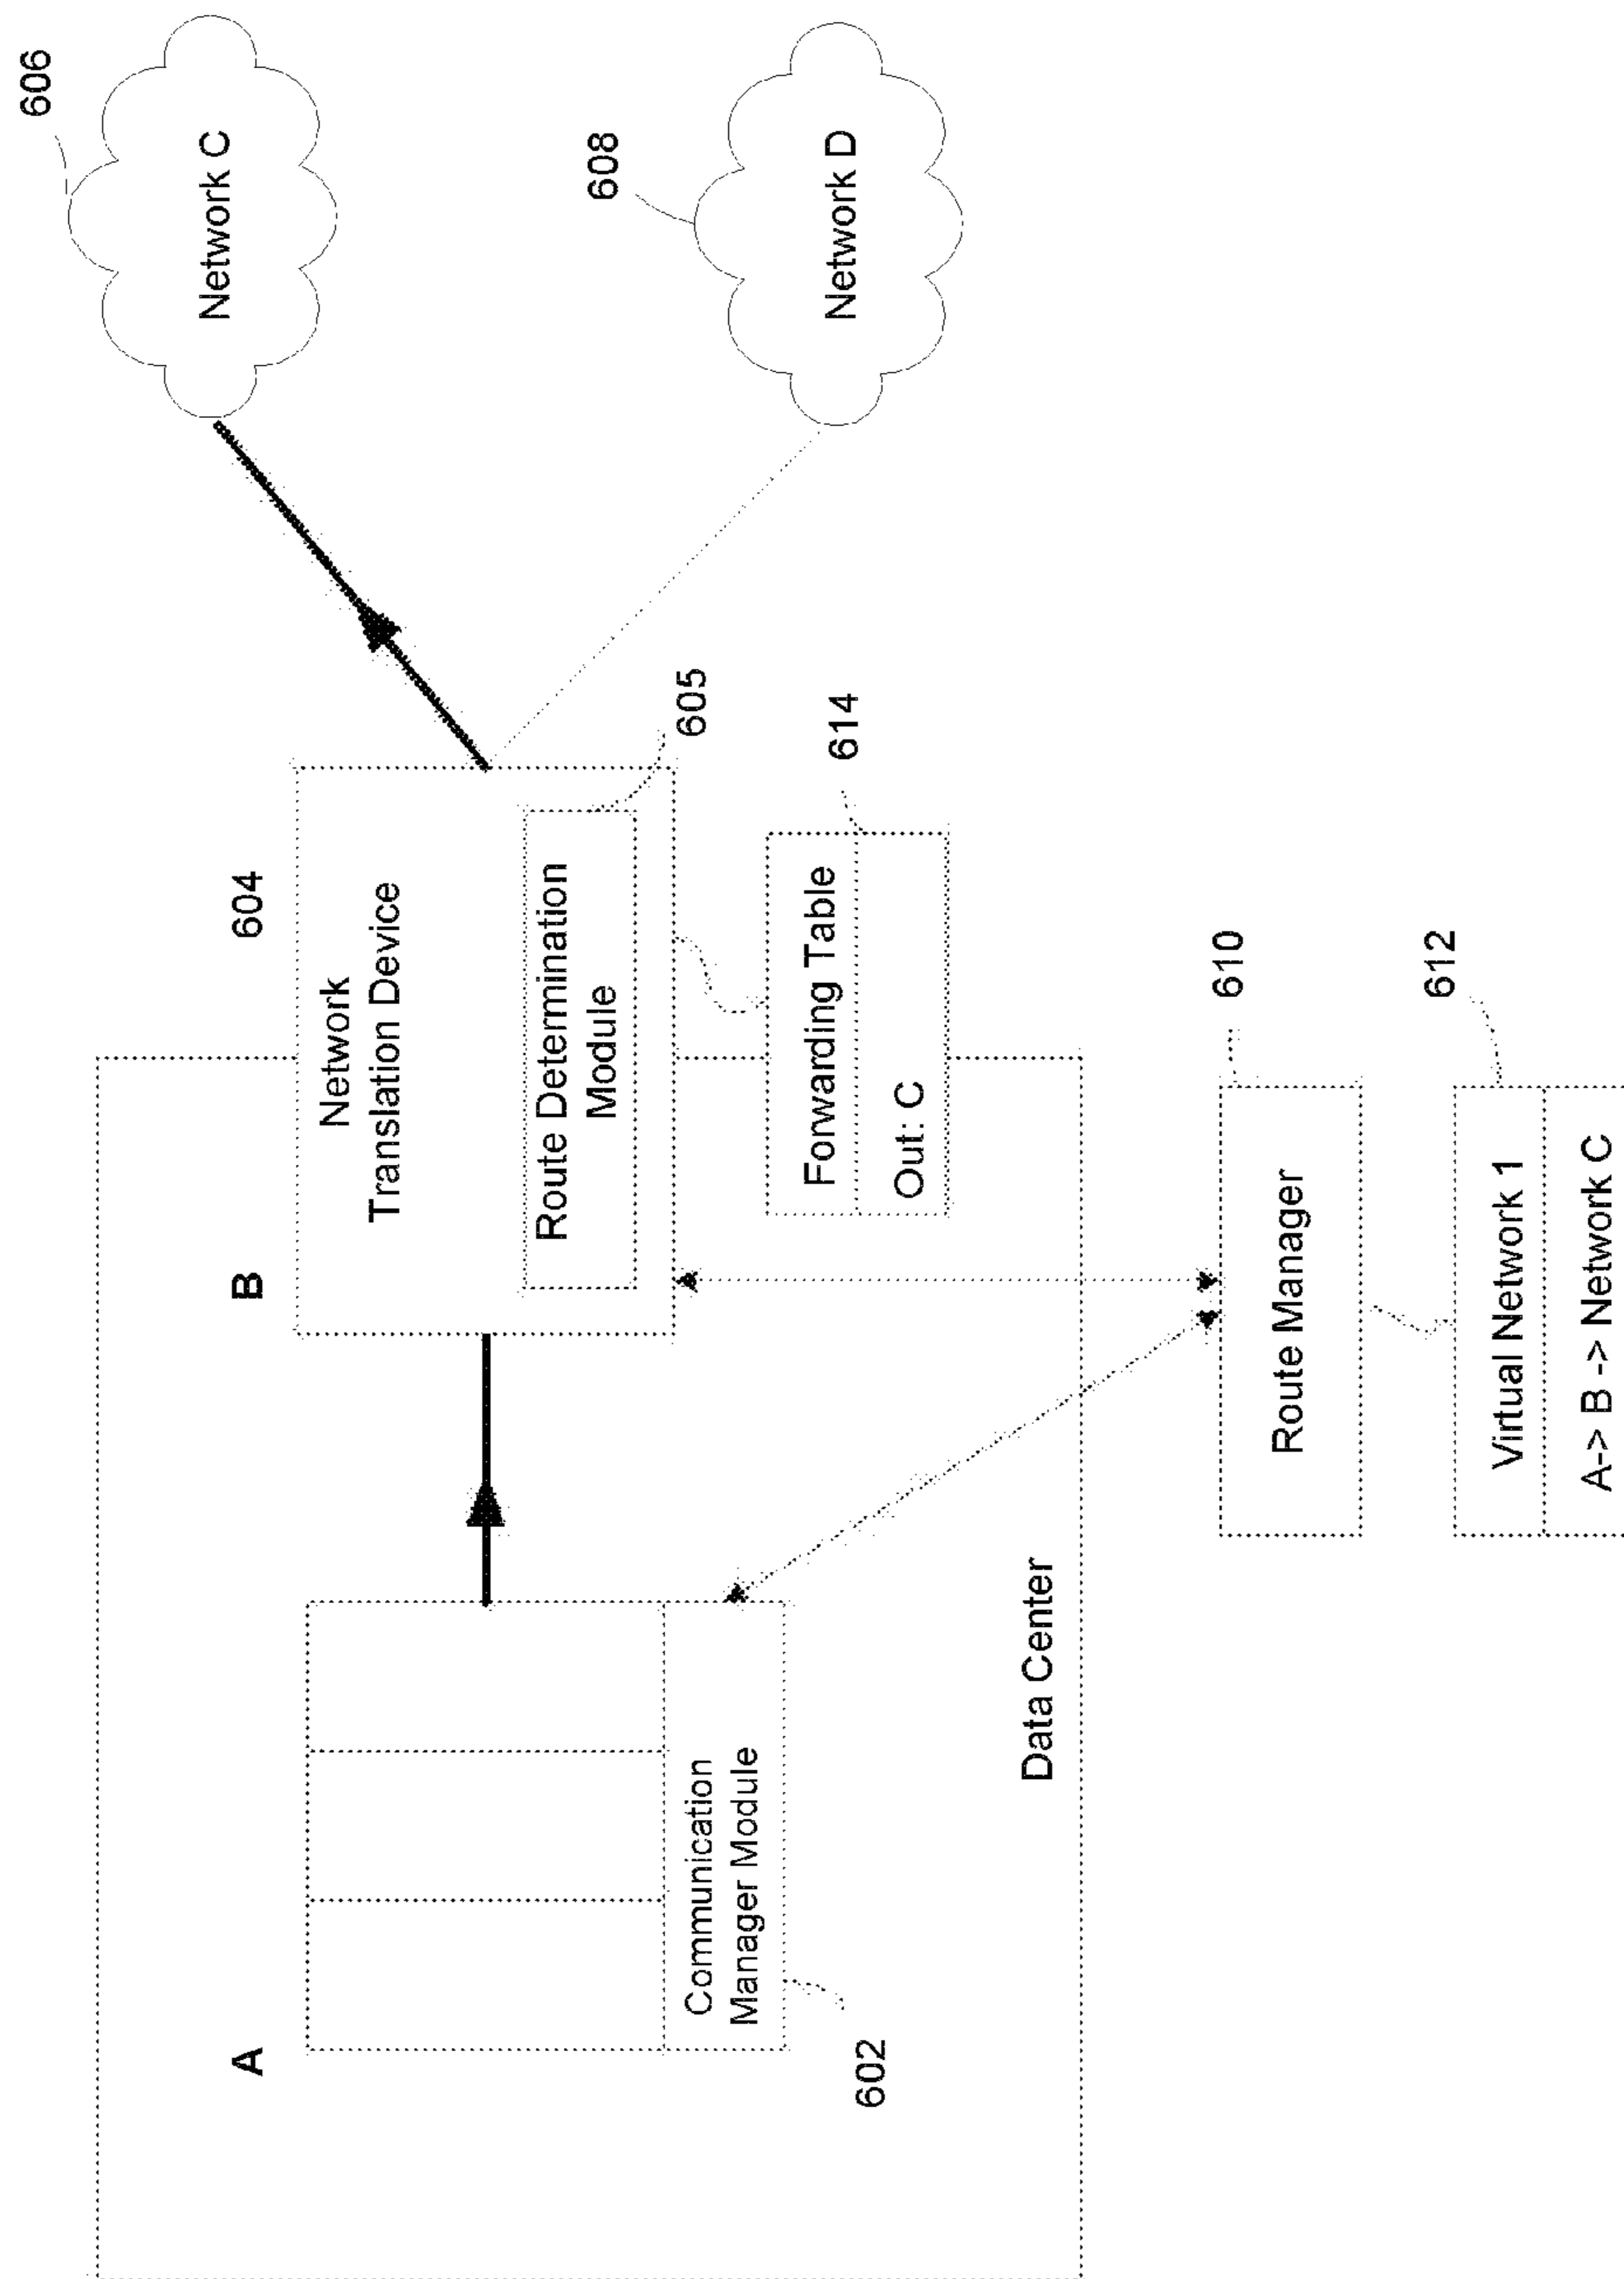 A
B
604
606
Network
Translation Device
Network C
Route Determination
Module
605
608
Communication
Manager Module
602
Forwarding Table
614
Out: C
Network D
Data Center
610
Route Manager
612
Virtual Network 1
A-> B -> Network C